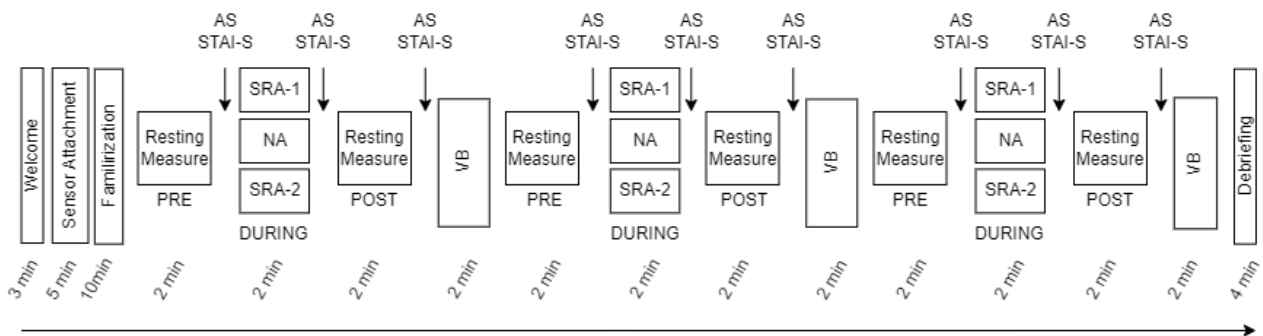 AS
STAI-S
AS
STAI-S
AS
STAI-S
AS
STAI-S
AS
STAI-S
AS
STAI-S
AS
STAI-S
AS
STAI-S
AS
STAI-S
Welcome
Sensor Attachment
Familirization
Resting
Measure
PRE
SRA-1
NA
SRA-2
DURING
Resting
Measure
POST
VB
Resting
Measure
PRE
SRA-1
NA
SRA-2
DURING
Resting
Measure
POST
VB
Resting
Measure
PRE
SRA-1
NA
SRA-2
DURING
Resting
Measure
POST
VB
Debriefing
3 min
5 min
10min
2 min
2 min
2 min
2 min
2 min
2 min
2 min
2 min
2 min
2 min
2 min
2 min
4 min